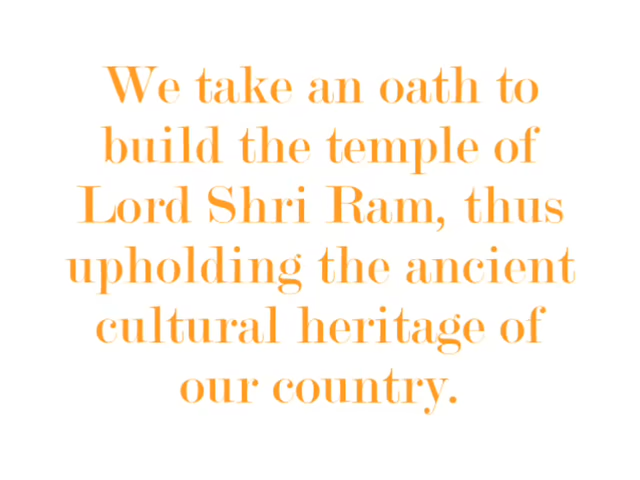 We take an oath to
build the temple of
Lord Shri Ram, thus
upholding the ancient
cultural heritage of
our country.